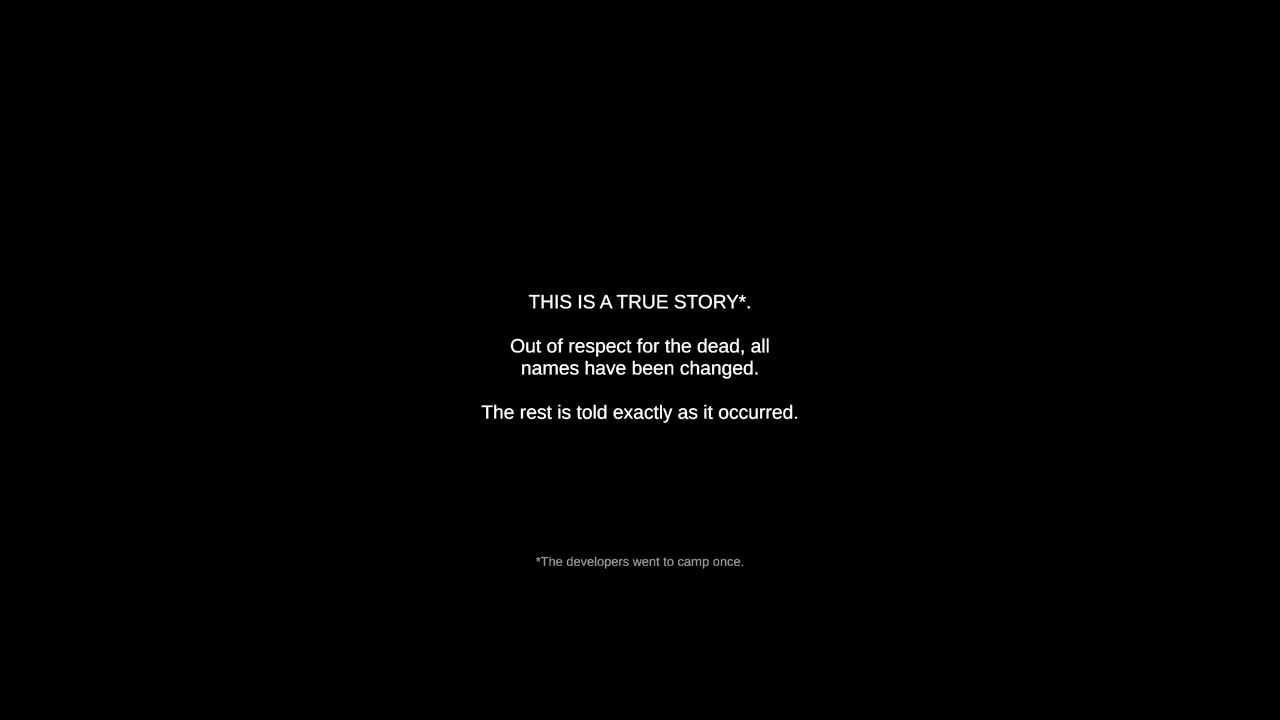 THIS IS A TRUE STORY*.
Out of respect for the dead, all
names have been changed.
The rest is told exactly as it occurred.
*The developers went to camp once.